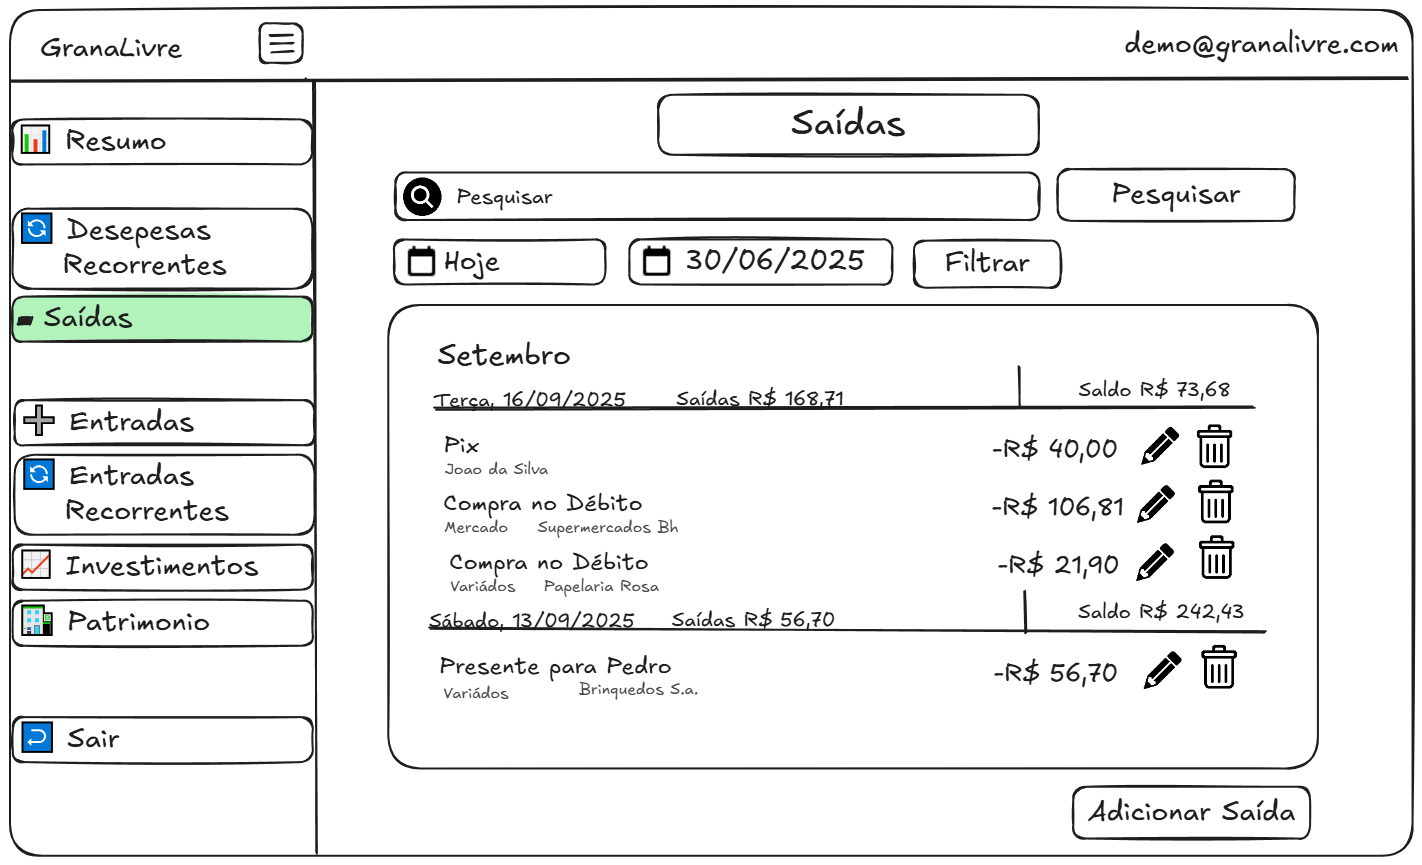 GranaLivre
demo@granalivre.com
Resumo
Desepesas
Recorrentes
Saídas
Entradas
Entradas
Recorrentes
Investimentos
Patrimonio
Sair
Saídas
Pesquisar
Pesquisar
Hoje
30/06/2025
Filtrar
Setembro
Terça, 16/09/2025 Saídas R$ 168,71 Saldo R$ 73,68
Pix -R$ 40,00
Joao da Silva
Compra no Débito -R$ 106,81
Mercado Supermercados Bh
Compra no Débito -R$ 21,90
Variádos Papelaria Rosa
Sábado, 13/09/2025 Saídas R$ 56,70 Saldo R$ 242,43
Presente para Pedro -R$ 56,70
Variádos Brinquedos S.a.
Adicionar Saída